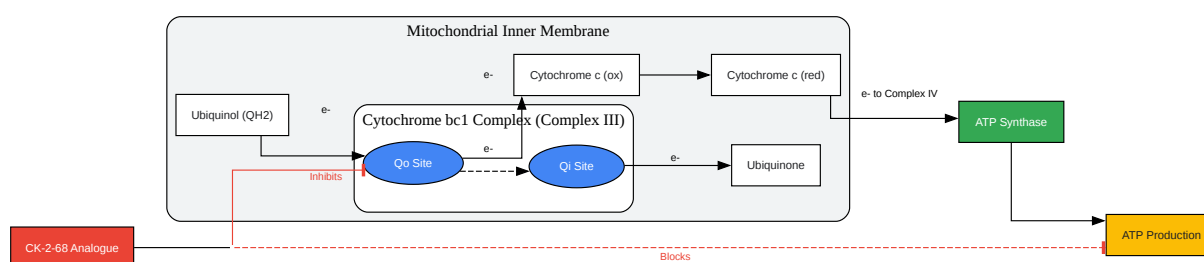 Mitochondrial Inner Membrane
e-
Cytochrome c (ox)
Cytochrome c (red)
e- to Complex IV
Ubiquinol (QH2)
e-
Cytochrome bc1 Complex (Complex III)
ATP Synthase
e-
Qo Site
Qi Site
e-
Ubiquinone
Inhibits
CK-2-68 Analogue
Blocks
ATP Production